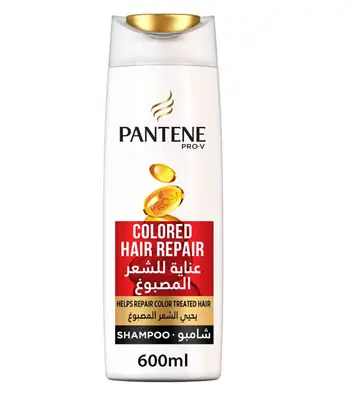 PANTENE
PRO-V
PRO-V
COLORED
HAIR REPAIR
عناية للشعر
المصبوغ
HELPS REPAIR COLOR TREATED HAIR
يحيي الشعر المصبوغ
SHAMPOO • شامبو
600ml